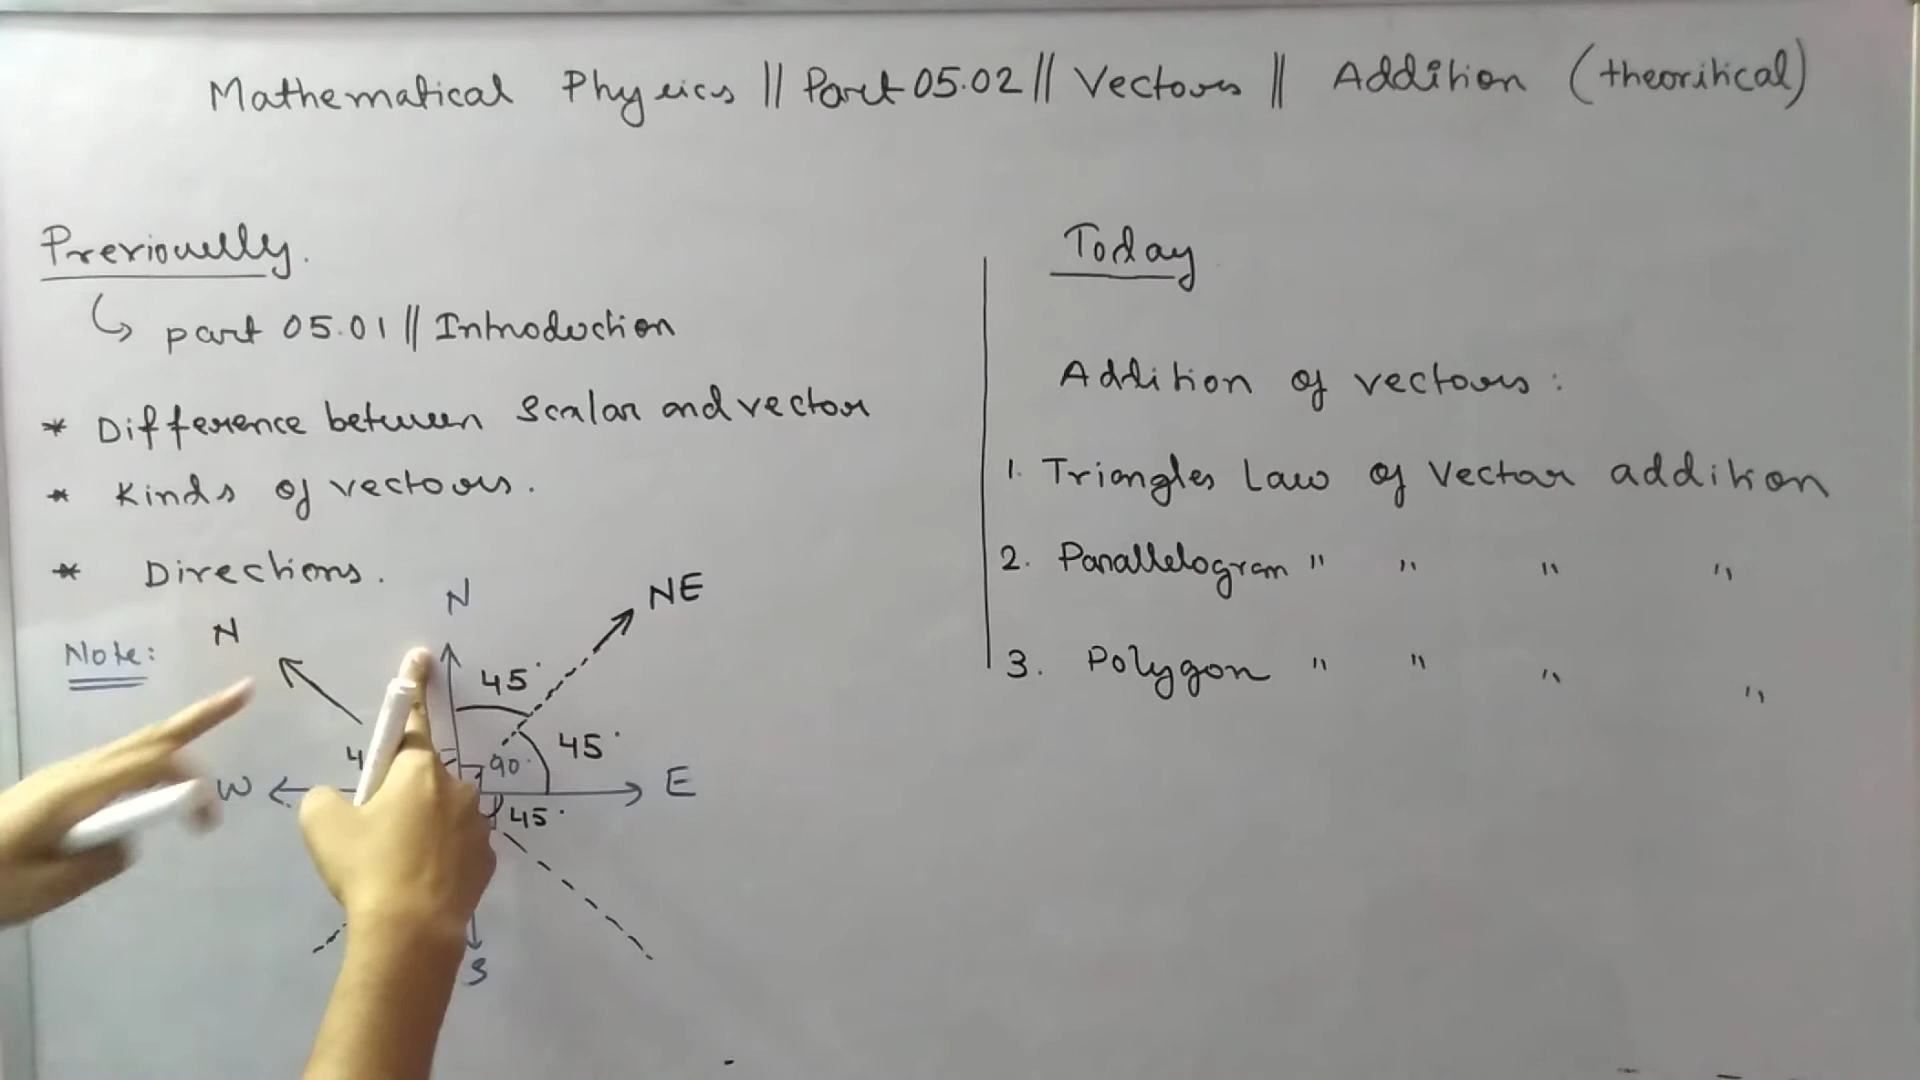 Mathematical Physics || Part 05.02 || Vectors || Addition (theoritical)
Previously.
part 05.01 || Introduction
* Difference between Scalar and vector
* Kinds of vectors.
* Directions.
Note:
N
N
NE
45°
45°
4
90°
W
E
45°
S
Today
Addition of vectors:
1. Triangles Law of Vector addition
2. Parallelogram " " " "
3. Polygon " " " "